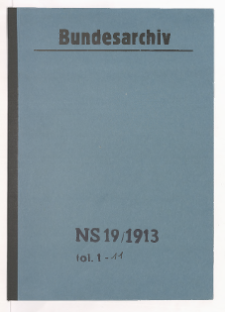 Bundesarchiv
NS 19/1913
fol. 1-11